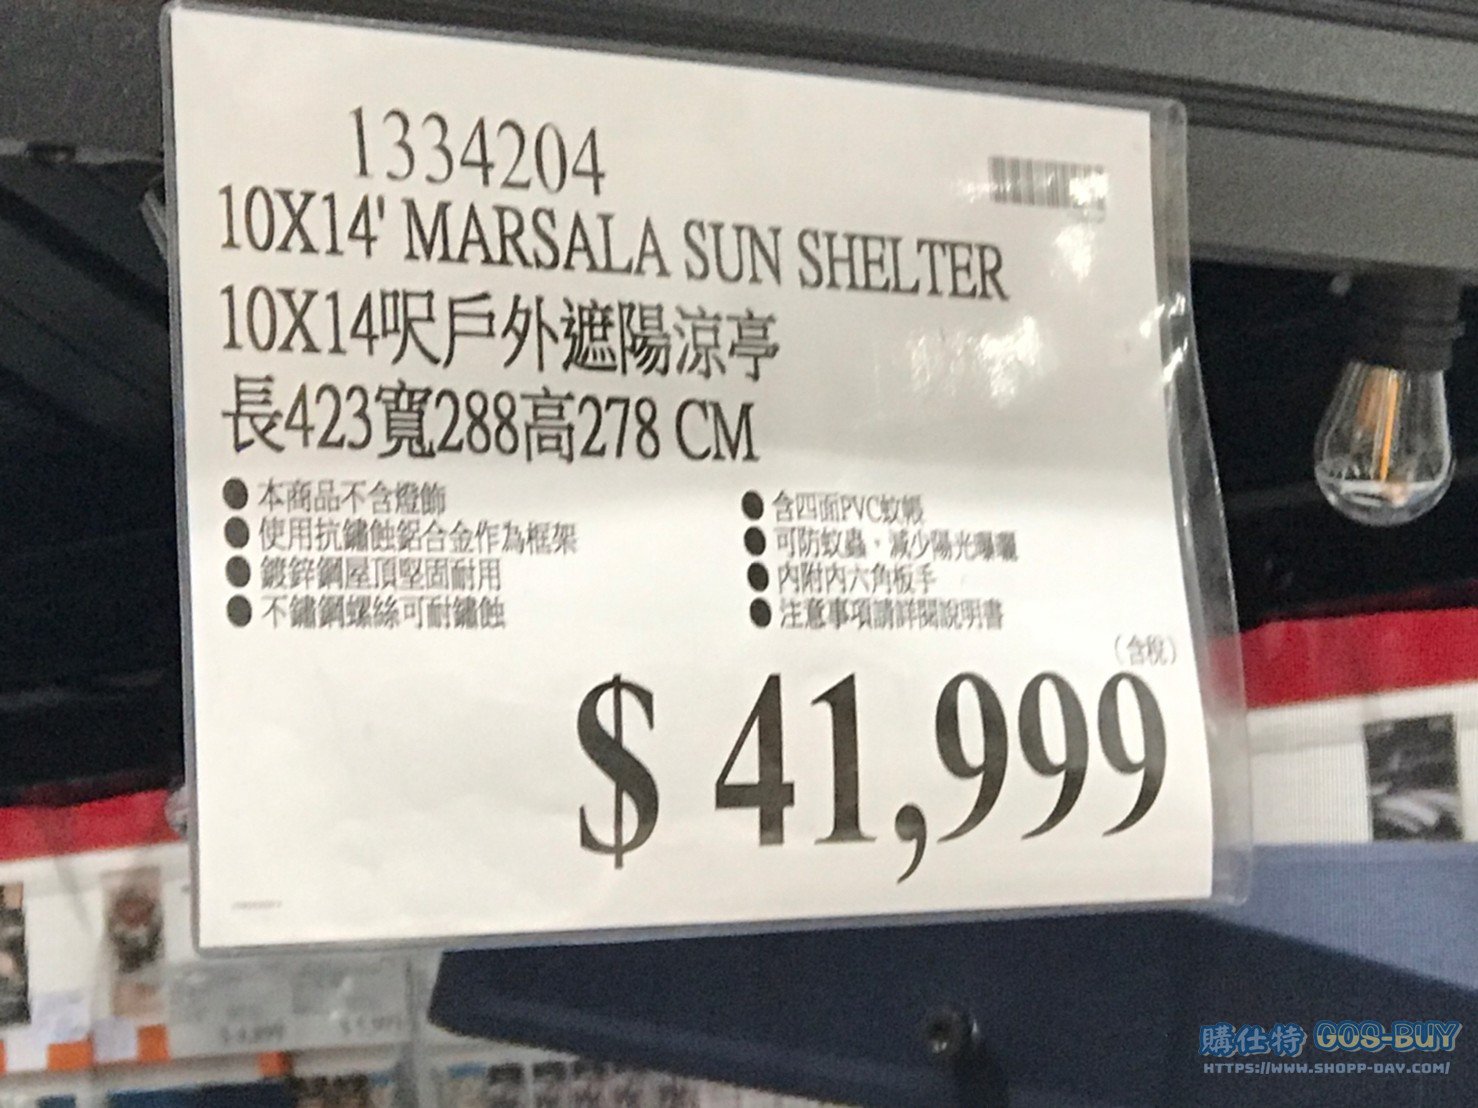 1334204
10X14' MARSALA SUN SHELTER
10X14呎戶外遮陽涼亭
長423寬288高278 CM
●本商品不含燈飾
●使用抗鏽蝕鋁合金作為框架
●鍍鋅鋼屋頂堅固耐用
●不鏽鋼螺絲可耐鏽蝕
●含四面PVC蚊帳
●可防蚊蟲，減少陽光曝曬
●內附內六角板手
●注意事項請詳閱說明書
(含稅)
$ 41,999
購仕特 GOS-BUY
HTTPS://WWW.SHOPP-DAY.COM/